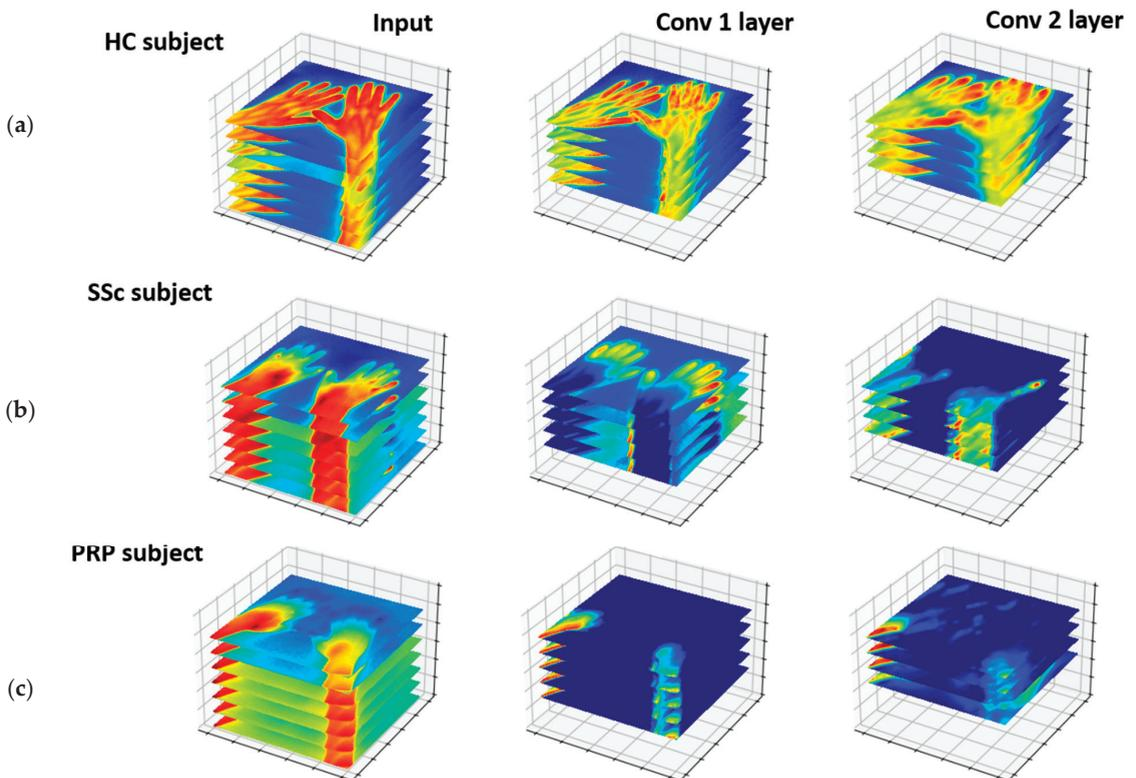 Input
Conv 1 layer
Conv 2 layer
HC subject
(a)
SSc subject
(b)
PRP subject
(c)